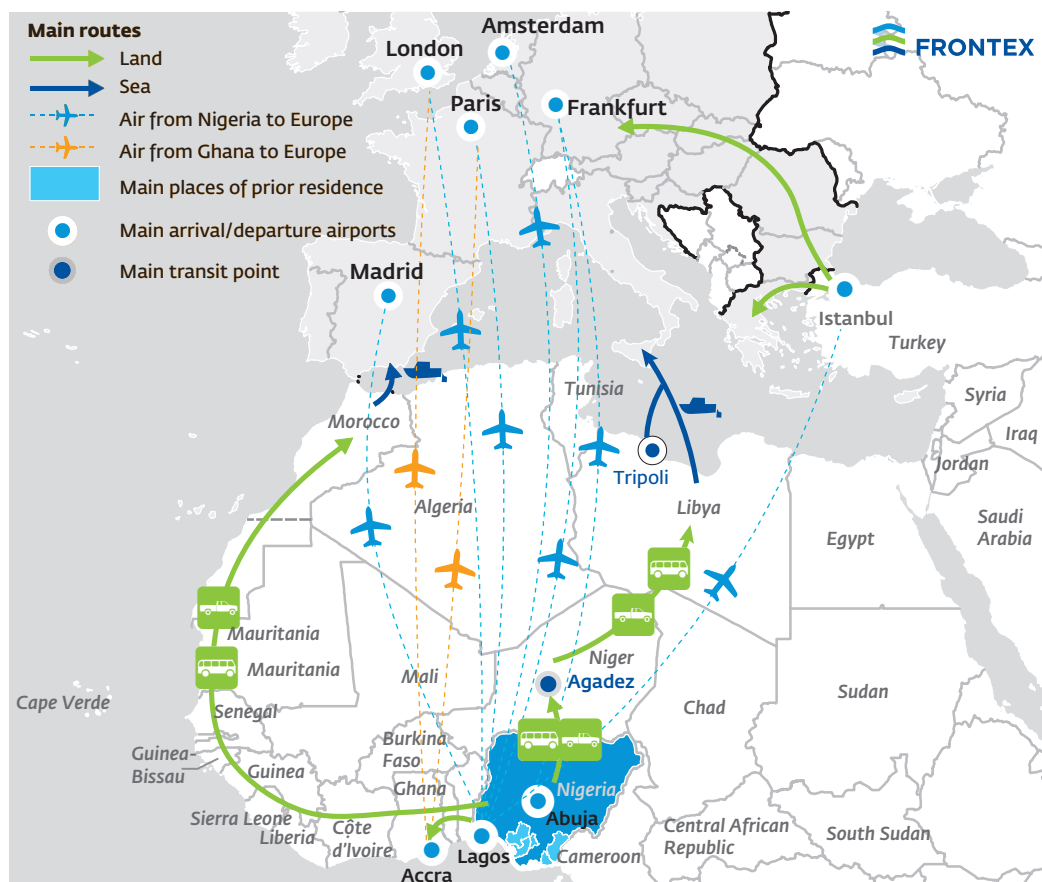 Main routes
Land
Sea
Air from Nigeria to Europe
Air from Ghana to Europe
Main places of prior residence
Main arrival/departure airports
Main transit point
FRONTEX
Amsterdam
London
Paris
Frankfurt
Madrid
Istanbul
Turkey
Tunisia
Syria
Iraq
Jordan
Morocco
Tripoli
Algeria
Libya
Egypt
Saudi
Arabia
Mauritania
Mauritania
Mali
Niger
Agadez
Cape Verde
Senegal
Chad
Sudan
Guinea-
Bissau
Guinea
Burkina
Faso
Ghana
Nigeria
Abuja
Sierra Leone
Liberia
Côte
d'Ivoire
Lagos
Accra
Cameroon
Central African
Republic
South Sudan